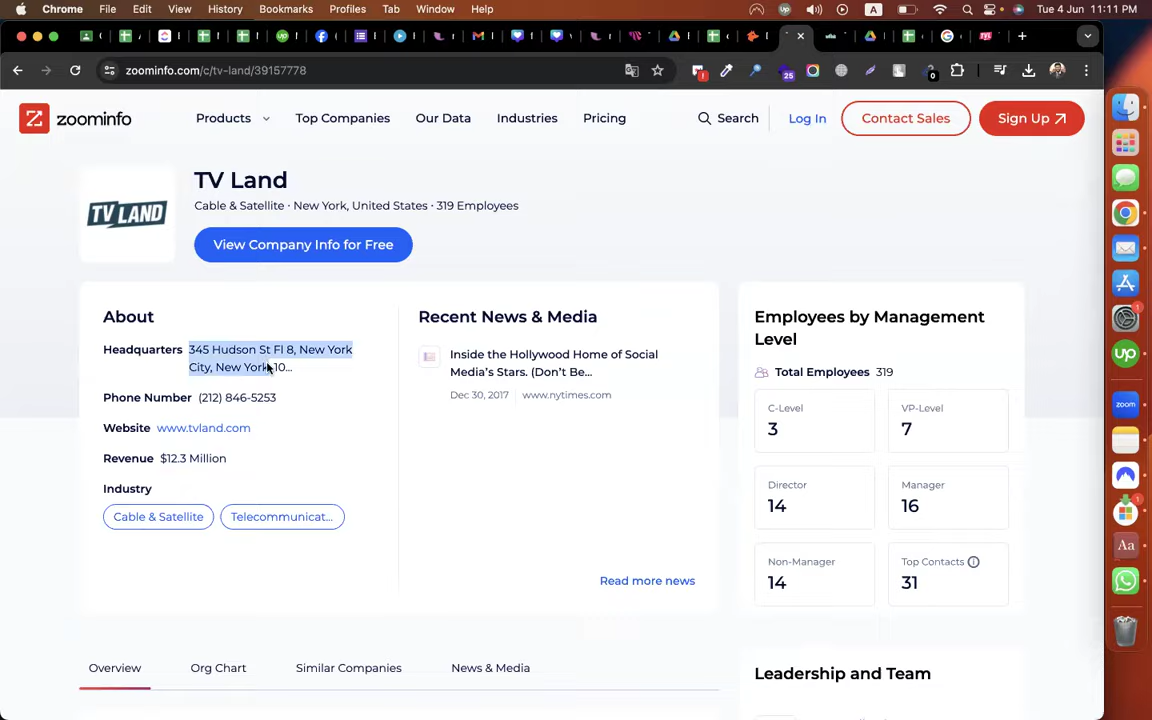 Chrome File Edit View History Bookmarks Profiles Tab Window Help
A
Tue 4 Jun 11:11 PM
zoominfo.com/c/tv-land/39157778
25
0
zoominfo
Products Top Companies Our Data Industries Pricing Search Log In Contact Sales Sign Up
TV LAND
TV Land
Cable & Satellite · New York, United States · 319 Employees
View Company Info for Free
About
Headquarters 345 Hudson St Fl 8, New York
City, New York, 10...
Phone Number (212) 846-5253
Website www.tvland.com
Revenue $12.3 Million
Industry
Cable & Satellite Telecommunicat...
Recent News & Media
Inside the Hollywood Home of Social
Media's Stars. (Don't Be...
Dec 30, 2017 www.nytimes.com
Read more news
Employees by Management
Level
Total Employees 319
C-Level
3
VP-Level
7
Director
14
Manager
16
Non-Manager
14
Top Contacts
31
Overview Org Chart Similar Companies News & Media
Leadership and Team
up
zoom
Aa
1
1